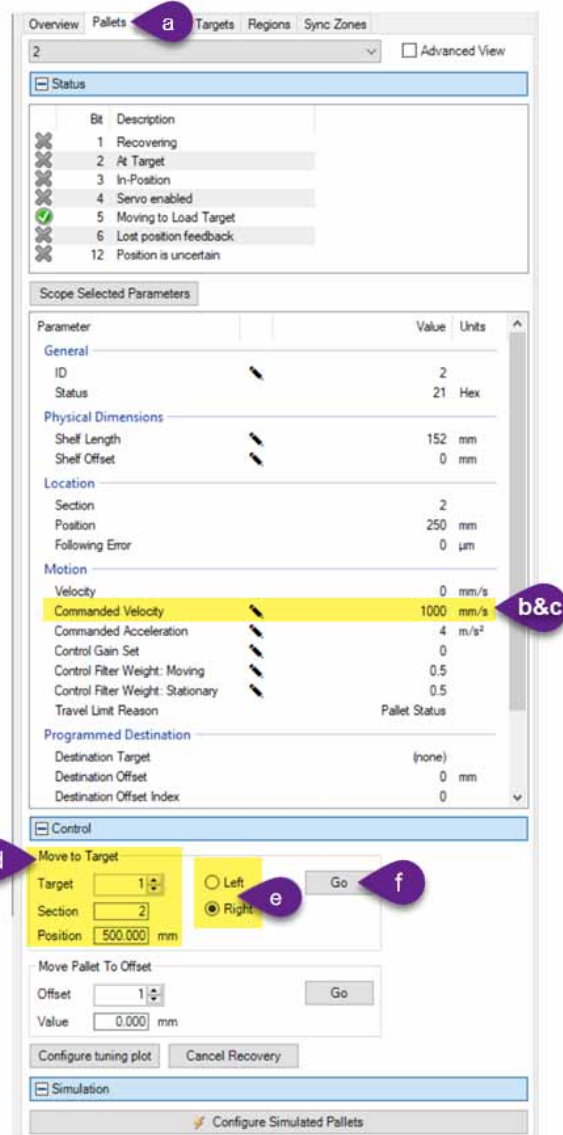 Overview Pallets a Targets Regions Sync Zones
2 Advanced View
Status
Bit Description
1 Recovering
2 At Target
3 In-Position
4 Servo enabled
5 Moving to Load Target
6 Lost position feedback
12 Position is uncertain
Scope Selected Parameters
Parameter Value Units
General
ID 2
Status 21 Hex
Physical Dimensions
Shelf Length 152 mm
Shelf Offset 0 mm
Location
Section 2
Position 250 mm
Following Error 0 µm
Motion
Velocity 0 mm/s
Commanded Velocity 1000 mm/s b&c
Commanded Acceleration 4 m/s²
Control Gain Set 0
Control Filter Weight: Moving 0.5
Control Filter Weight: Stationary 0.5
Travel Limit Reason Pallet Status
Programmed Destination
Destination Target (none)
Destination Offset 0 mm
Destination Offset Index 0
Control
d Move to Target
Target 1 Left Go f
Section 2 Right e
Position 500.000 mm
Move Pallet To Offset
Offset 1 Go
Value 0.000 mm
Configure tuning plot Cancel Recovery
Simulation
Configure Simulated Pallets